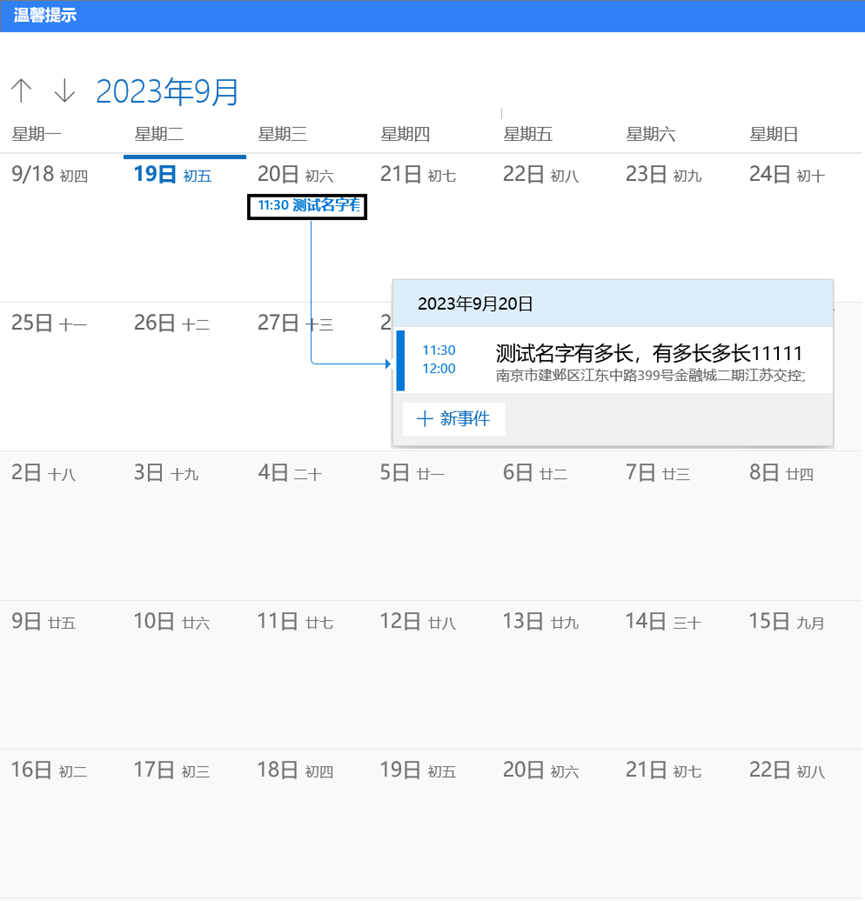 温馨提示
2023年9月
星期一 星期二 星期三 星期四 星期五 星期六 星期日
9/18 初四 19日 初五 20日 初六 21日 初七 22日 初八 23日 初九 24日 初十
11:30 测试名字有
25日 十一 26日 十二 27日 十三 2
2023年9月20日
11:30 测试名字有多长，有多长多长11111
12:00 南京市建邺区江东中路399号金融城二期江苏交控
新事件
2日 十八 3日 十九 4日 二十 5日 廿一 6日 廿二 7日 廿三 8日 廿四
9日 廿五 10日 廿六 11日 廿七 12日 廿八 13日 廿九 14日 三十 15日 九月
16日 初二 17日 初三 18日 初四 19日 初五 20日 初六 21日 初七 22日 初八